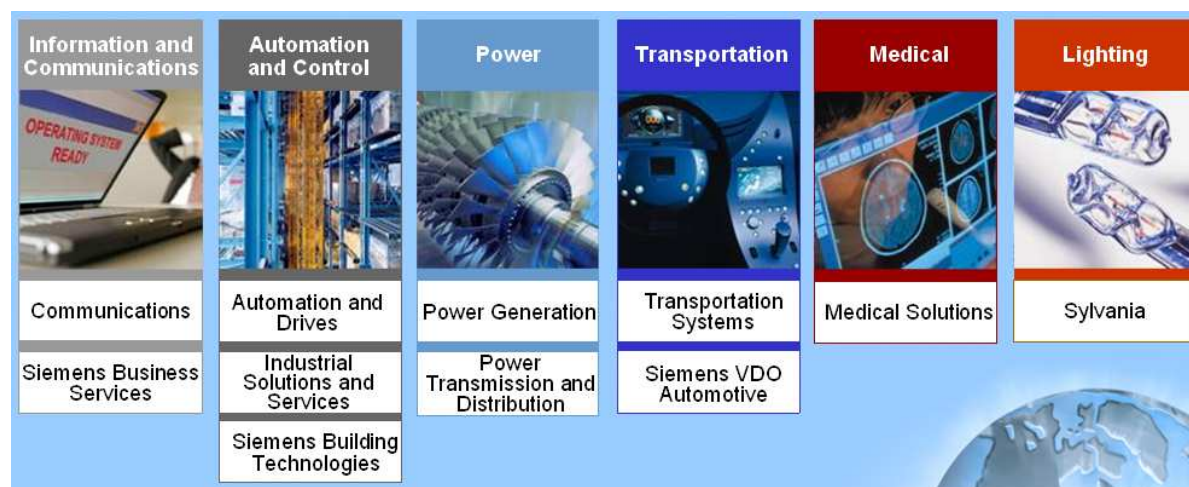 Information and
Communications
OPERATING SYSTEM
READY
Communications
Siemens Business
Services
Automation
and Control
Automation and
Drives
Industrial
Solutions and
Services
Siemens Building
Technologies
Power
Power Generation
Power
Transmission and
Distribution
Transportation
Transportation
Systems
Siemens VDO
Automotive
Medical
Medical Solutions
Lighting
Sylvania